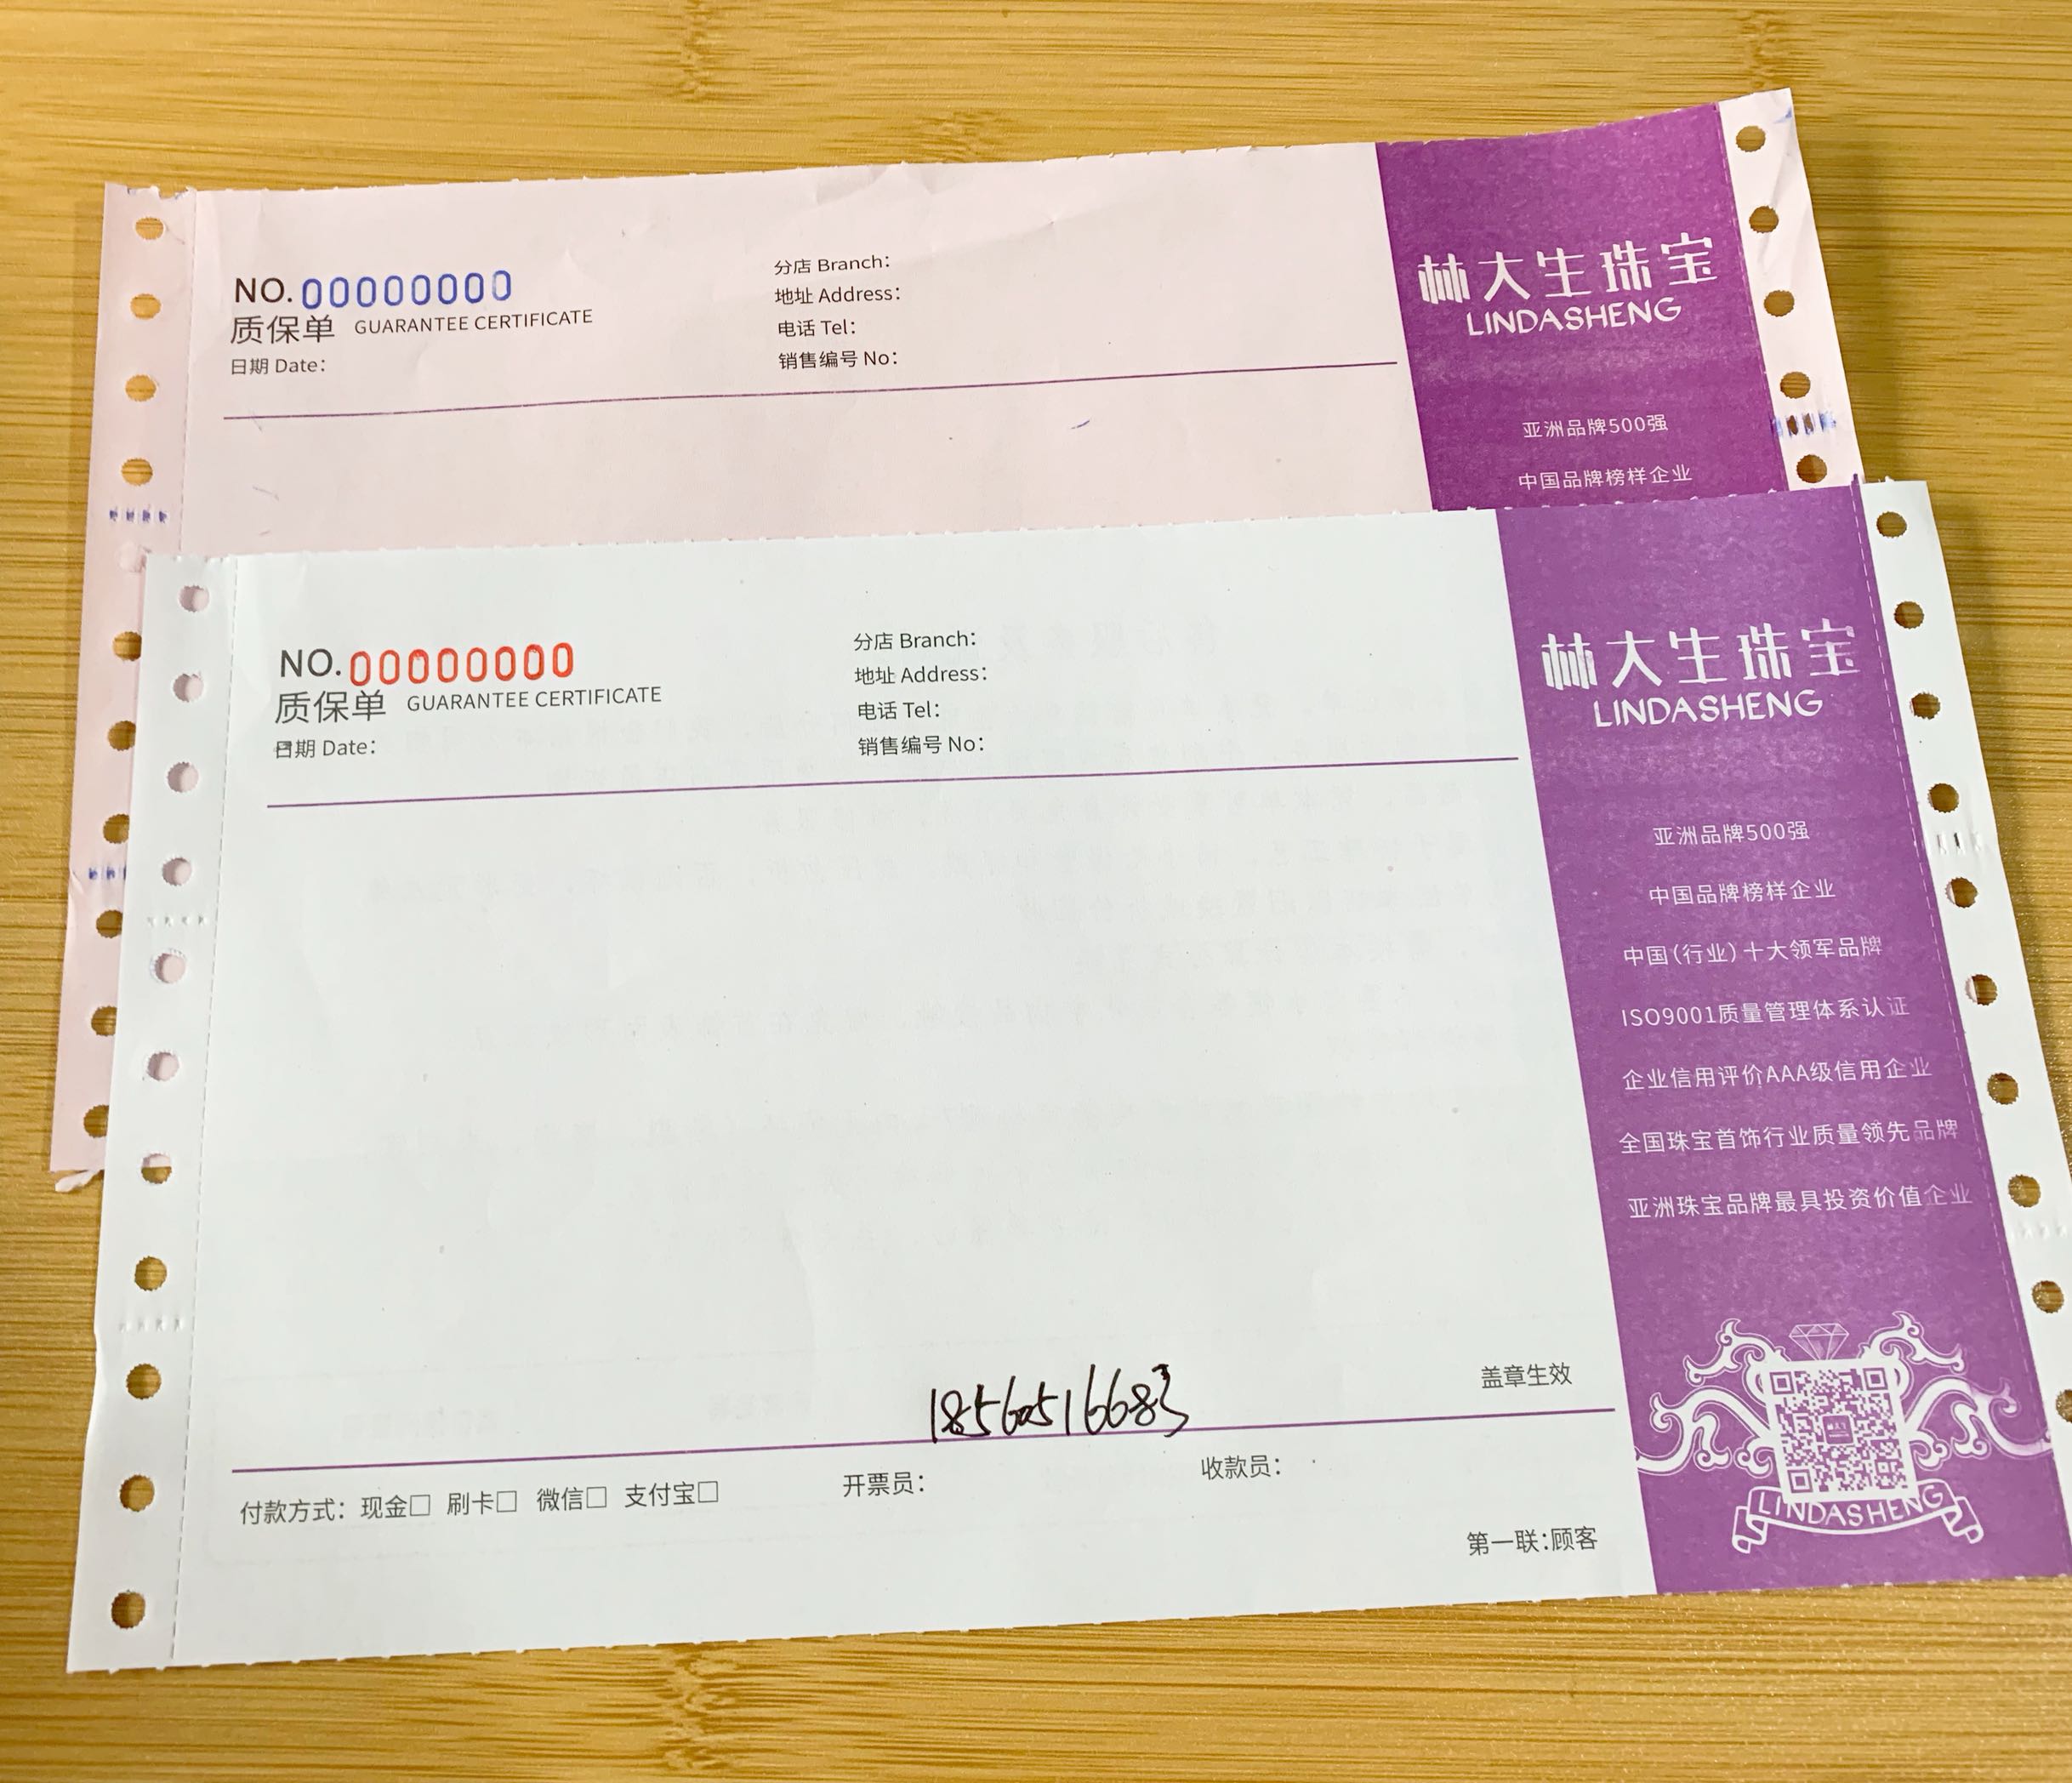 NO.00000000
质保单 GUARANTEE CERTIFICATE
日期 Date:
分店 Branch:
地址 Address:
电话 Tel:
销售编号 No:
林大生珠宝
LINDASHENG
亚洲品牌500强
中国品牌榜样企业
NO.00000000
质保单 GUARANTEE CERTIFICATE
日期 Date:
分店 Branch:
地址 Address:
电话 Tel:
销售编号 No:
林大生珠宝
LINDASHENG
亚洲品牌500强
中国品牌榜样企业
中国(行业)十大领军品牌
ISO9001质量管理体系认证
企业信用评价AAA级信用企业
全国珠宝首饰行业质量领先品牌
亚洲珠宝品牌最具投资价值企业
18560516683
盖章生效
付款方式: 现金□ 刷卡□ 微信□ 支付宝□
开票员:
收款员:
第一联:顾客
LINDASHENG